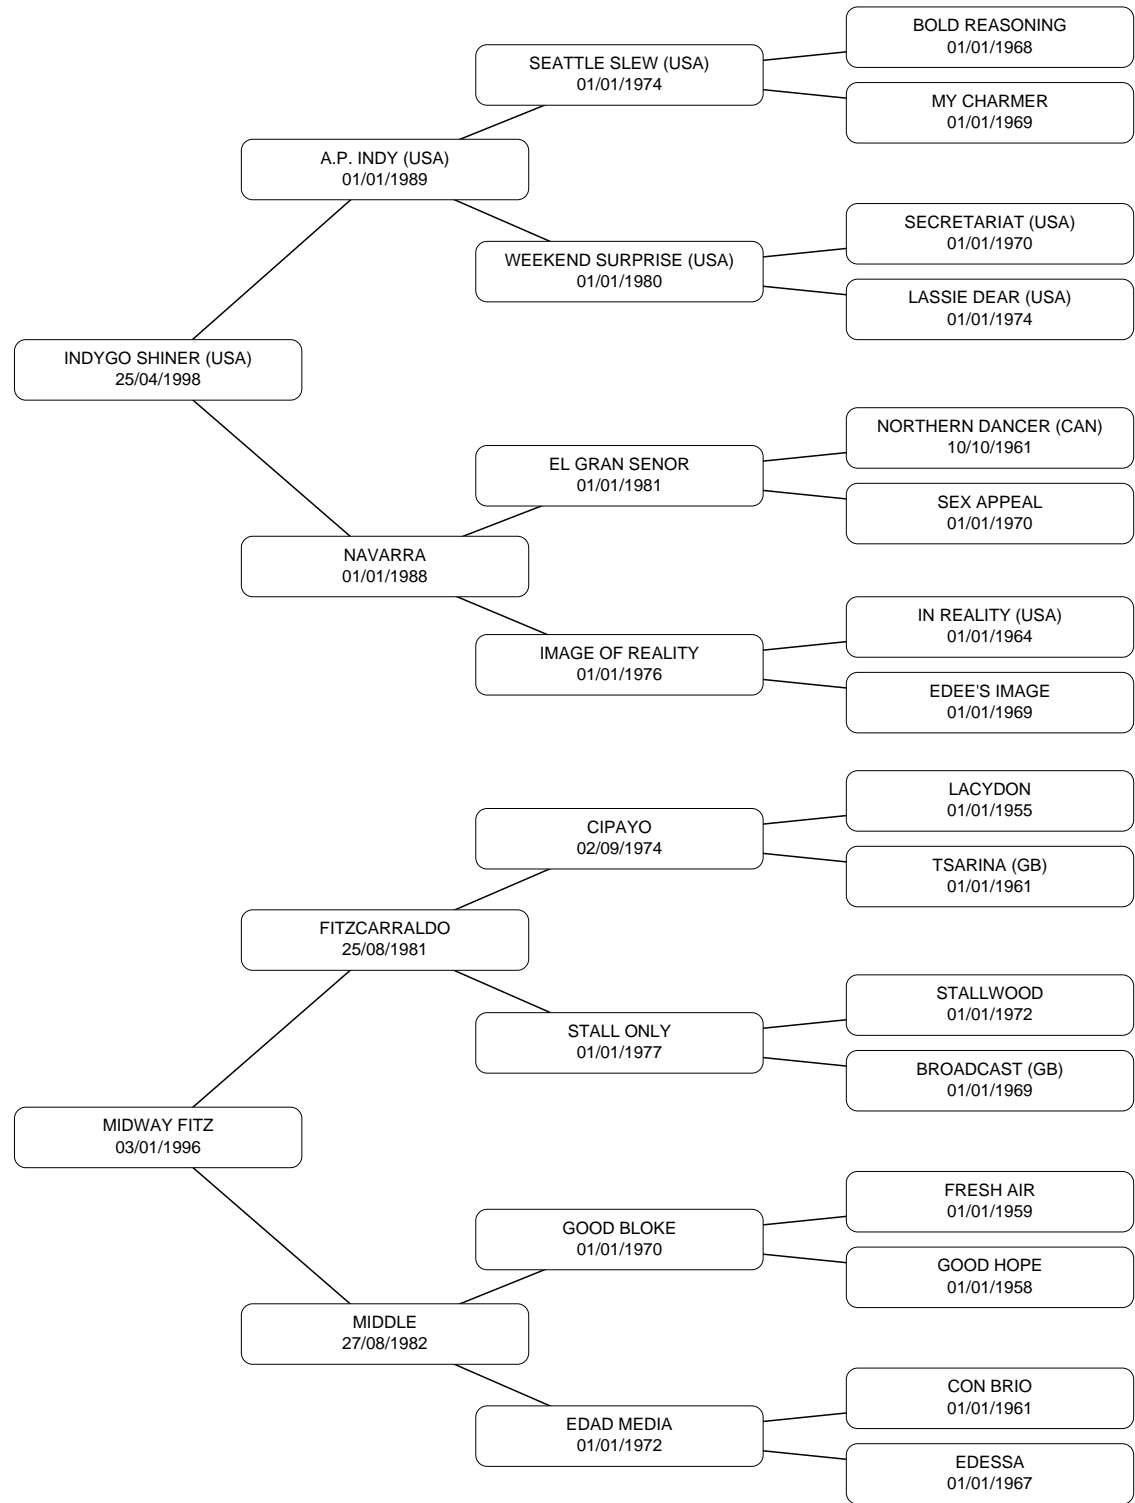 BOLD REASONING
01/01/1968
SEATTLE SLEW (USA)
01/01/1974
MY CHARMER
01/01/1969
A.P. INDY (USA)
01/01/1989
SECRETARIAT (USA)
01/01/1970
WEEKEND SURPRISE (USA)
01/01/1980
LASSIE DEAR (USA)
01/01/1974
INDYGO SHINER (USA)
25/04/1998
NORTHERN DANCER (CAN)
10/10/1961
EL GRAN SENOR
01/01/1981
SEX APPEAL
01/01/1970
NAVARRA
01/01/1988
IN REALITY (USA)
01/01/1964
IMAGE OF REALITY
01/01/1976
EDEE'S IMAGE
01/01/1969
LACYDON
01/01/1955
CIPAYO
02/09/1974
TSARINA (GB)
01/01/1961
FITZCARRALDO
25/08/1981
STALLWOOD
01/01/1972
STALL ONLY
01/01/1977
BROADCAST (GB)
01/01/1969
MIDWAY FITZ
03/01/1996
FRESH AIR
01/01/1959
GOOD BLOKE
01/01/1970
GOOD HOPE
01/01/1958
MIDDLE
27/08/1982
CON BRIO
01/01/1961
EDAD MEDIA
01/01/1972
EDESSA
01/01/1967